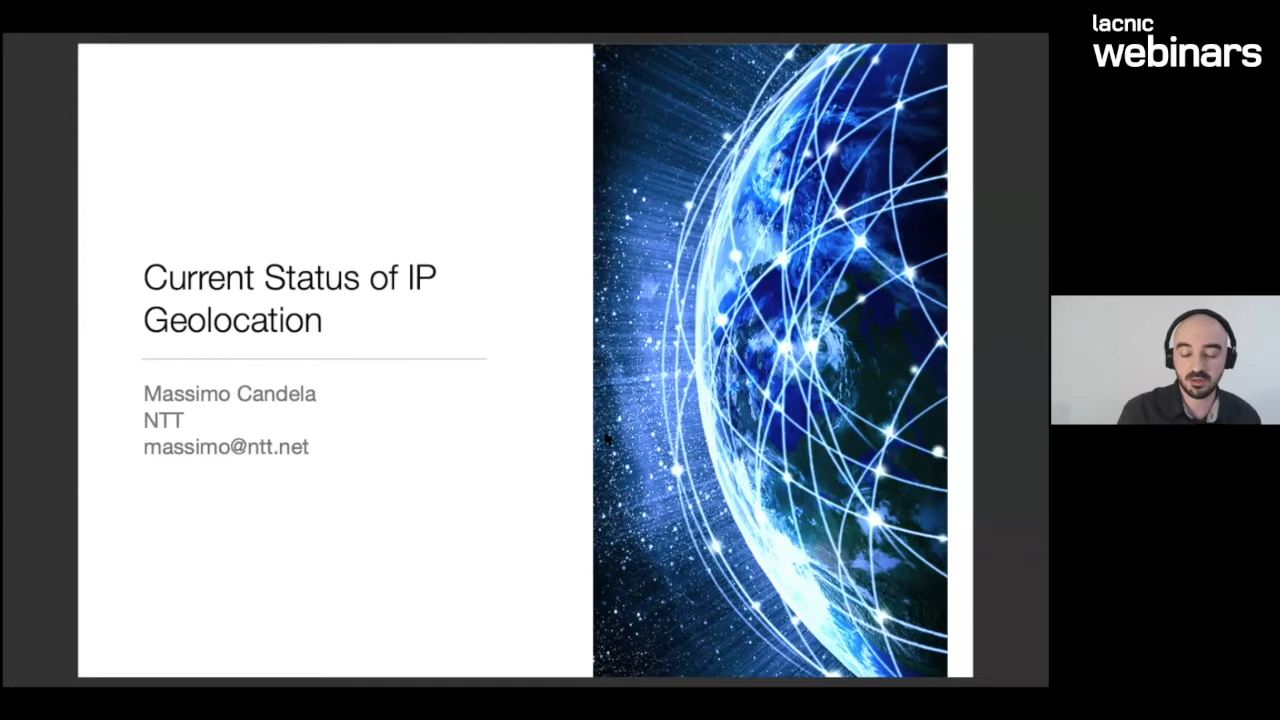 lacnic
webinars
Current Status of IP
Geolocation
Massimo Candela
NTT
massimo@ntt.net